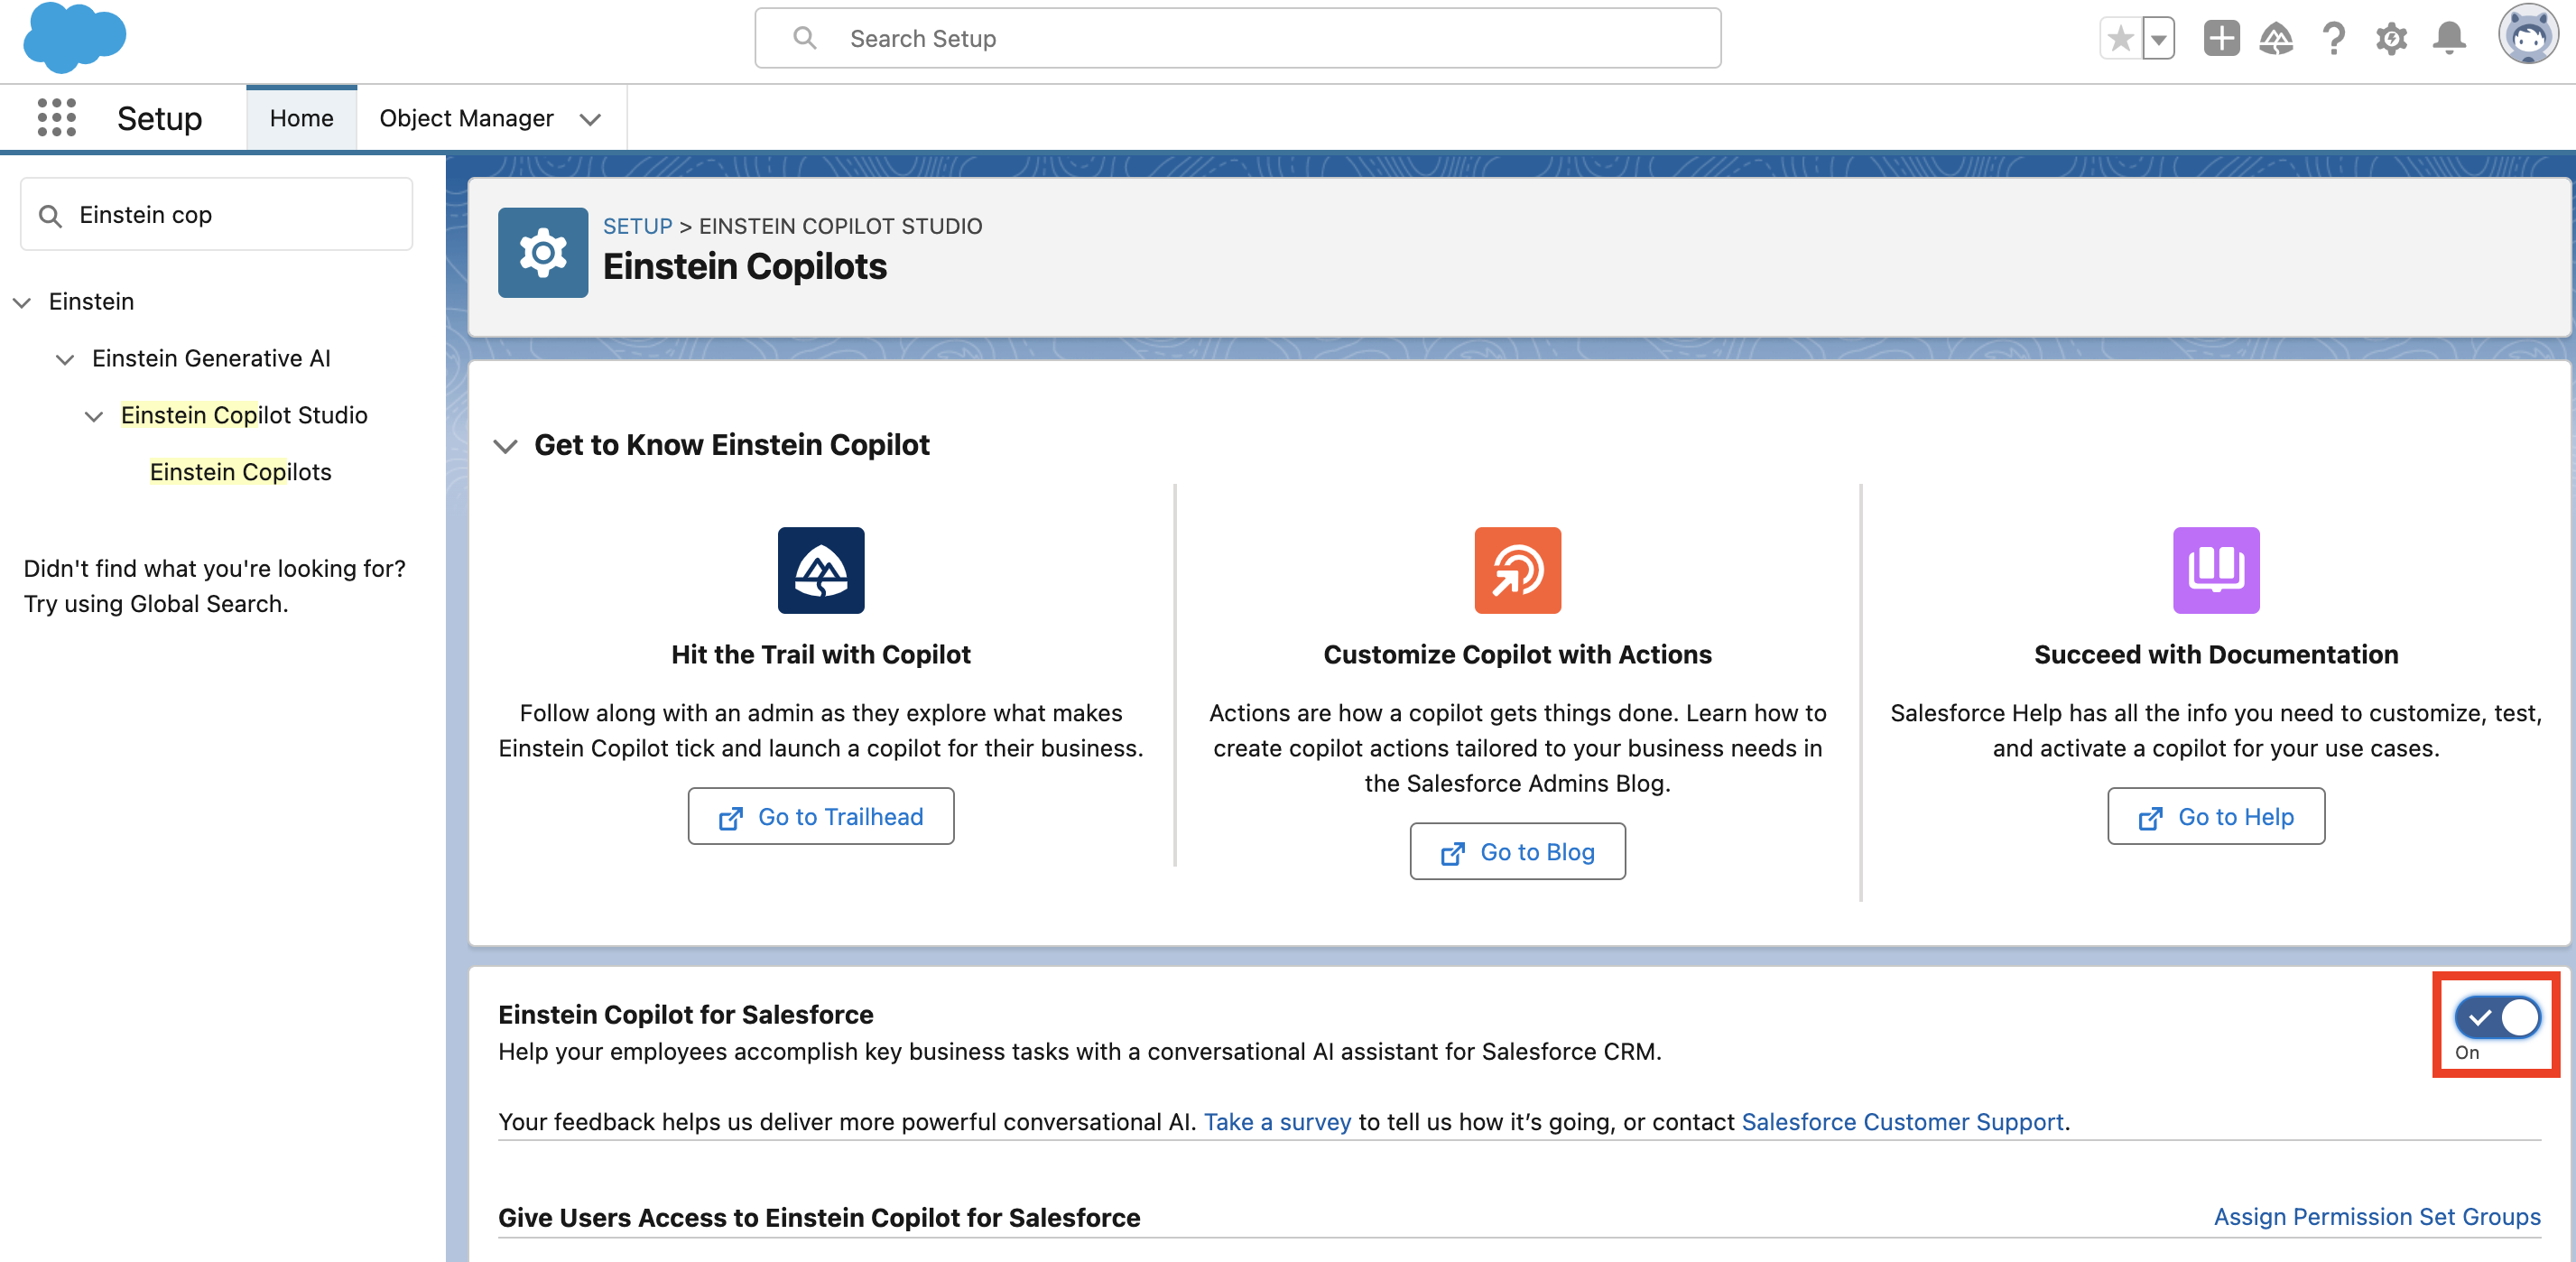 Search Setup
Setup
Home
Object Manager
Einstein cop
Einstein
Einstein Generative AI
Einstein Copilot Studio
Einstein Copilots
Didn't find what you're looking for?
Try using Global Search.
SETUP > EINSTEIN COPILOT STUDIO
Einstein Copilots
Get to Know Einstein Copilot
Hit the Trail with Copilot
Follow along with an admin as they explore what makes
Einstein Copilot tick and launch a copilot for their business.
Go to Trailhead
Customize Copilot with Actions
Actions are how a copilot gets things done. Learn how to
create copilot actions tailored to your business needs in
the Salesforce Admins Blog.
Go to Blog
Succeed with Documentation
Salesforce Help has all the info you need to customize, test,
and activate a copilot for your use cases.
Go to Help
Einstein Copilot for Salesforce
Help your employees accomplish key business tasks with a conversational AI assistant for Salesforce CRM.
On
Your feedback helps us deliver more powerful conversational AI. Take a survey to tell us how it’s going, or contact Salesforce Customer Support.
Give Users Access to Einstein Copilot for Salesforce
Assign Permission Set Groups